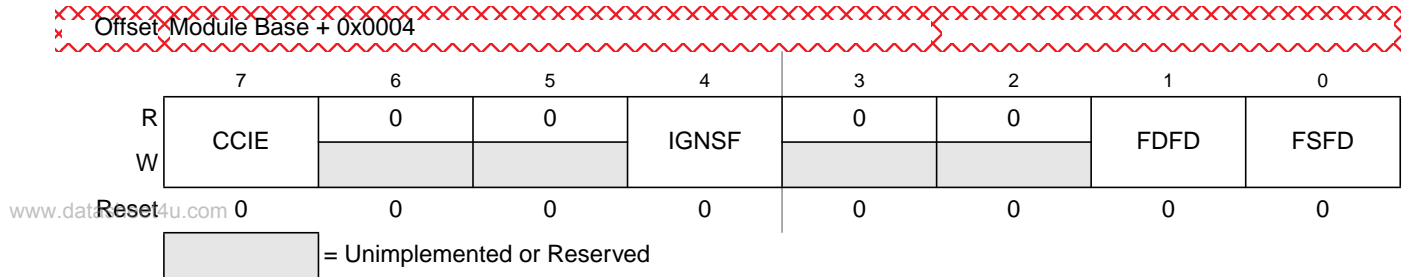 Offset Module Base + 0x0004
7 6 5 4 3 2 1 0
R CCIE 0 0 IGNSF 0 0 FDFD FSFD
W
www.datasheet4u.com Reset 0 0 0 0 0 0 0 0
= Unimplemented or Reserved